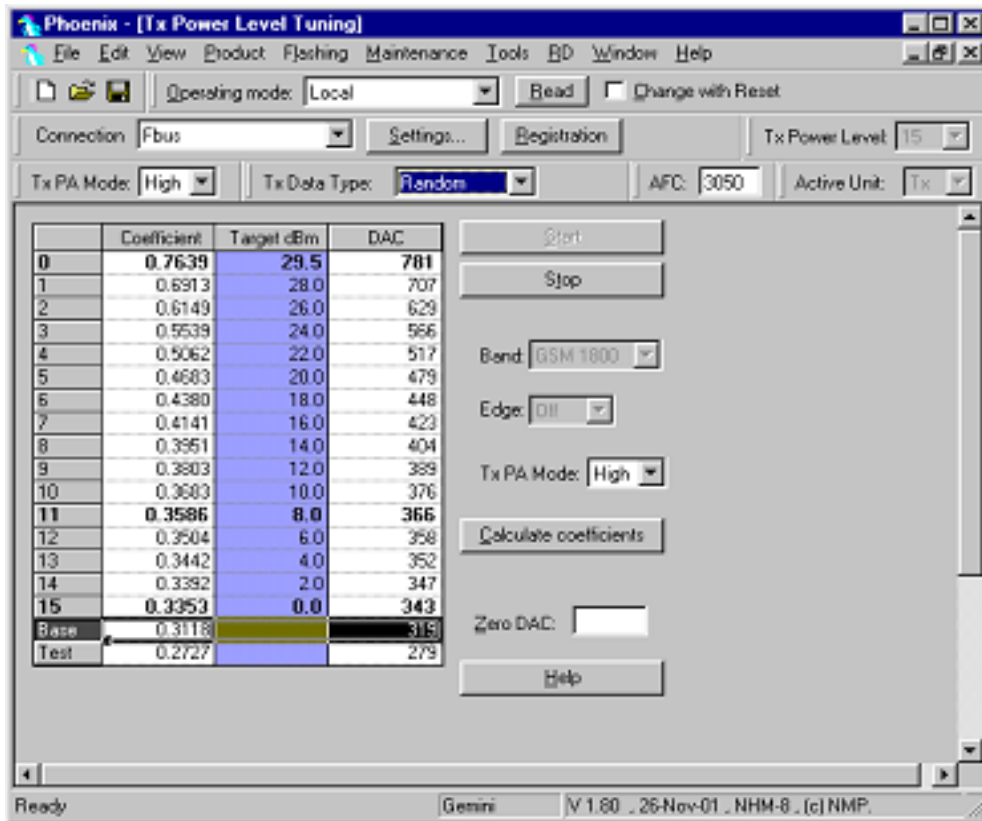 Phoenix - [Tx Power Level Tuning]
File Edit View Product Flashing Maintenance Tools BD Window Help
Operating mode: Local Read Change with Reset
Connection Fbus Settings... Registration Tx Power Level: 15
Tx PA Mode: High Tx Data Type: Random AFC: 3050 Active Unit: Tx
Coefficient Target dBm DAC
0 0.7639 29.5 781
1 0.6913 28.0 707
2 0.6149 26.0 629
3 0.5539 24.0 566
4 0.5062 22.0 517
5 0.4683 20.0 479
6 0.4380 18.0 448
7 0.4141 16.0 423
8 0.3951 14.0 404
9 0.3803 12.0 389
10 0.3683 10.0 376
11 0.3586 8.0 366
12 0.3504 6.0 358
13 0.3442 4.0 352
14 0.3392 2.0 347
15 0.3353 0.0 343
Base 0.3118 319
Test 0.2727 279
Start
Stop
Band: GSM 1800
Edge: Off
Tx PA Mode: High
Calculate coefficients
Zero DAC:
Help
Ready Gemini V 1.80 , 26-Nov-01 , NHM-8 , (c) NMP.